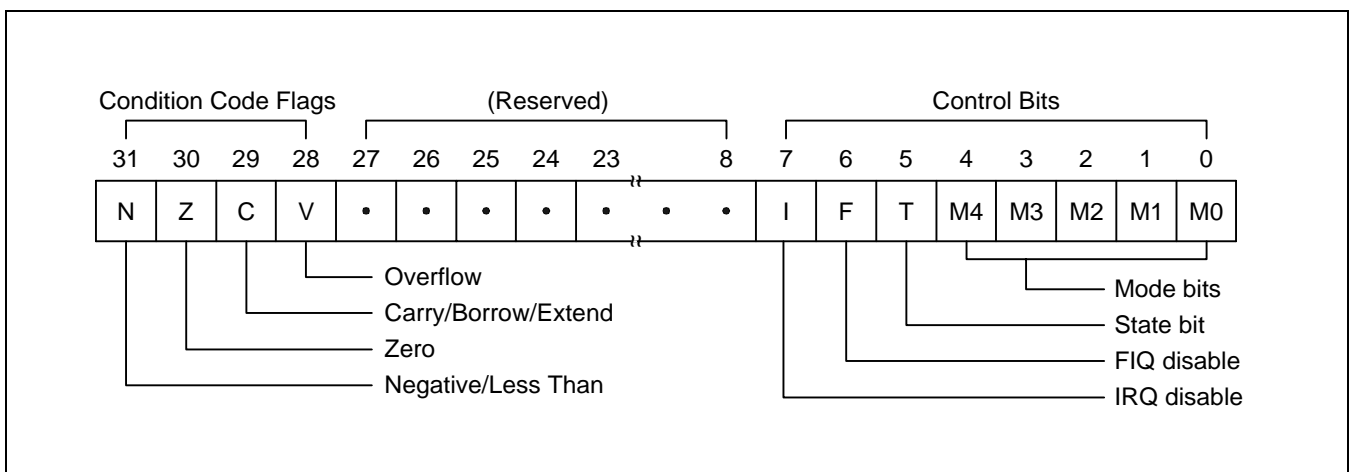 Condition Code Flags (Reserved) Control Bits
31 30 29 28 27 26 25 24 23 8 7 6 5 4 3 2 1 0
N Z C V • • • • • • • I F T M4 M3 M2 M1 M0
Overflow
Carry/Borrow/Extend
Zero
Negative/Less Than
Mode bits
State bit
FIQ disable
IRQ disable